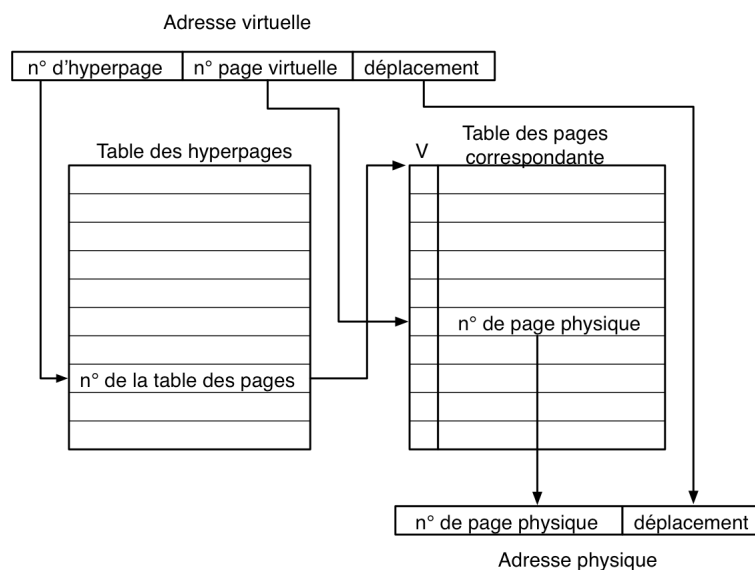 Adresse virtuelle
n° d'hyperpage
n° page virtuelle
déplacement
Table des hyperpages
V
Table des pages
correspondante
n° de page physique
n° de la table des pages
n° de page physique
déplacement
Adresse physique